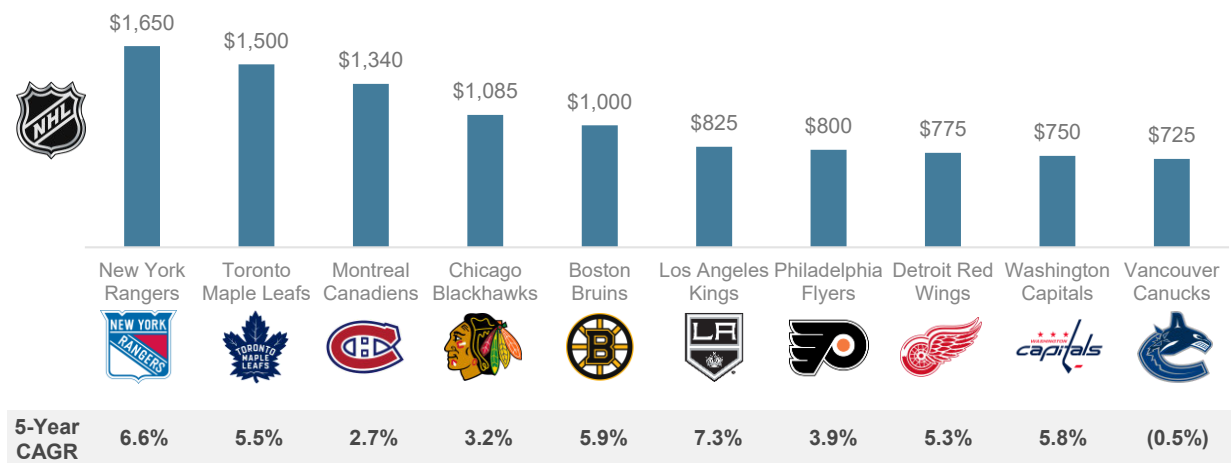 $1,650
$1,500
$1,340
$1,085
$1,000
$825
$800
$775
$750
$725
NHL
New York
Rangers
Toronto
Maple Leafs
Montreal
Canadiens
Chicago
Blackhawks
Boston
Bruins
Los Angeles
Kings
Philadelphia
Flyers
Detroit Red
Wings
Washington
Capitals
Vancouver
Canucks
NEW YORK
RANGERS
TORONTO
MAPLE
LEAFS
CH
B
LA
KINGS
P
WASHINGTON
capitals
5-Year
CAGR
6.6% 5.5% 2.7% 3.2% 5.9% 7.3% 3.9% 5.3% 5.8% (0.5%)